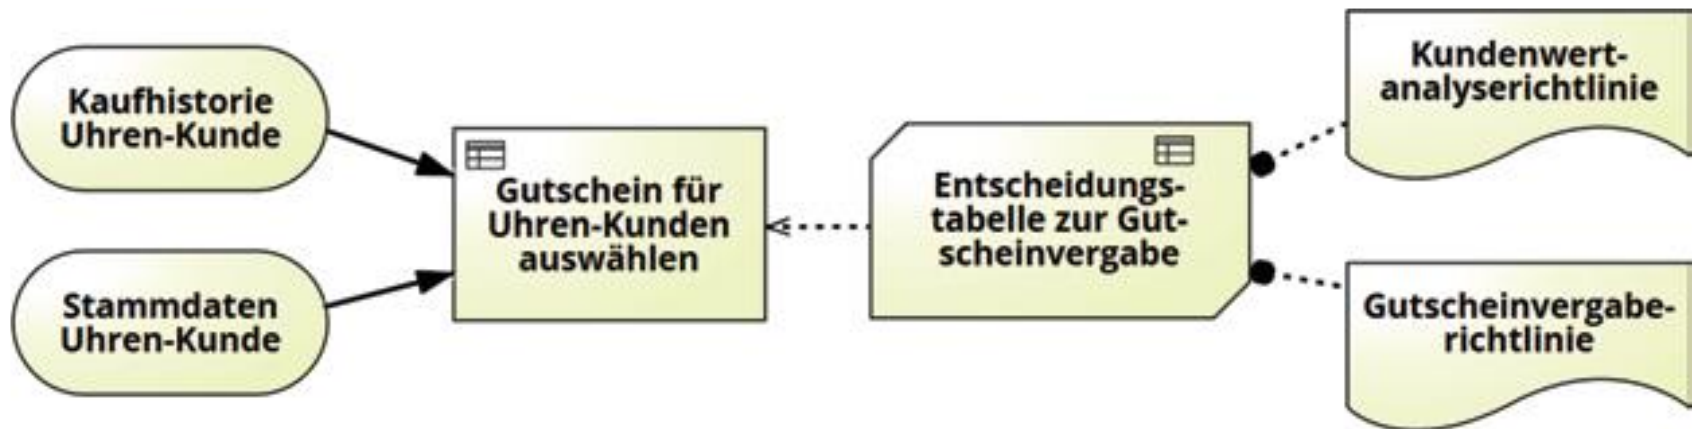 Kaufhistorie
Uhren-Kunde
Stammdaten
Uhren-Kunde
Gutschein für
Uhren-Kunden
auswählen
Entscheidungs-
tabelle zur Gut-
scheinvergabe
Kundenwert-
analyserichtlinie
Gutscheinvergabe-
richtlinie